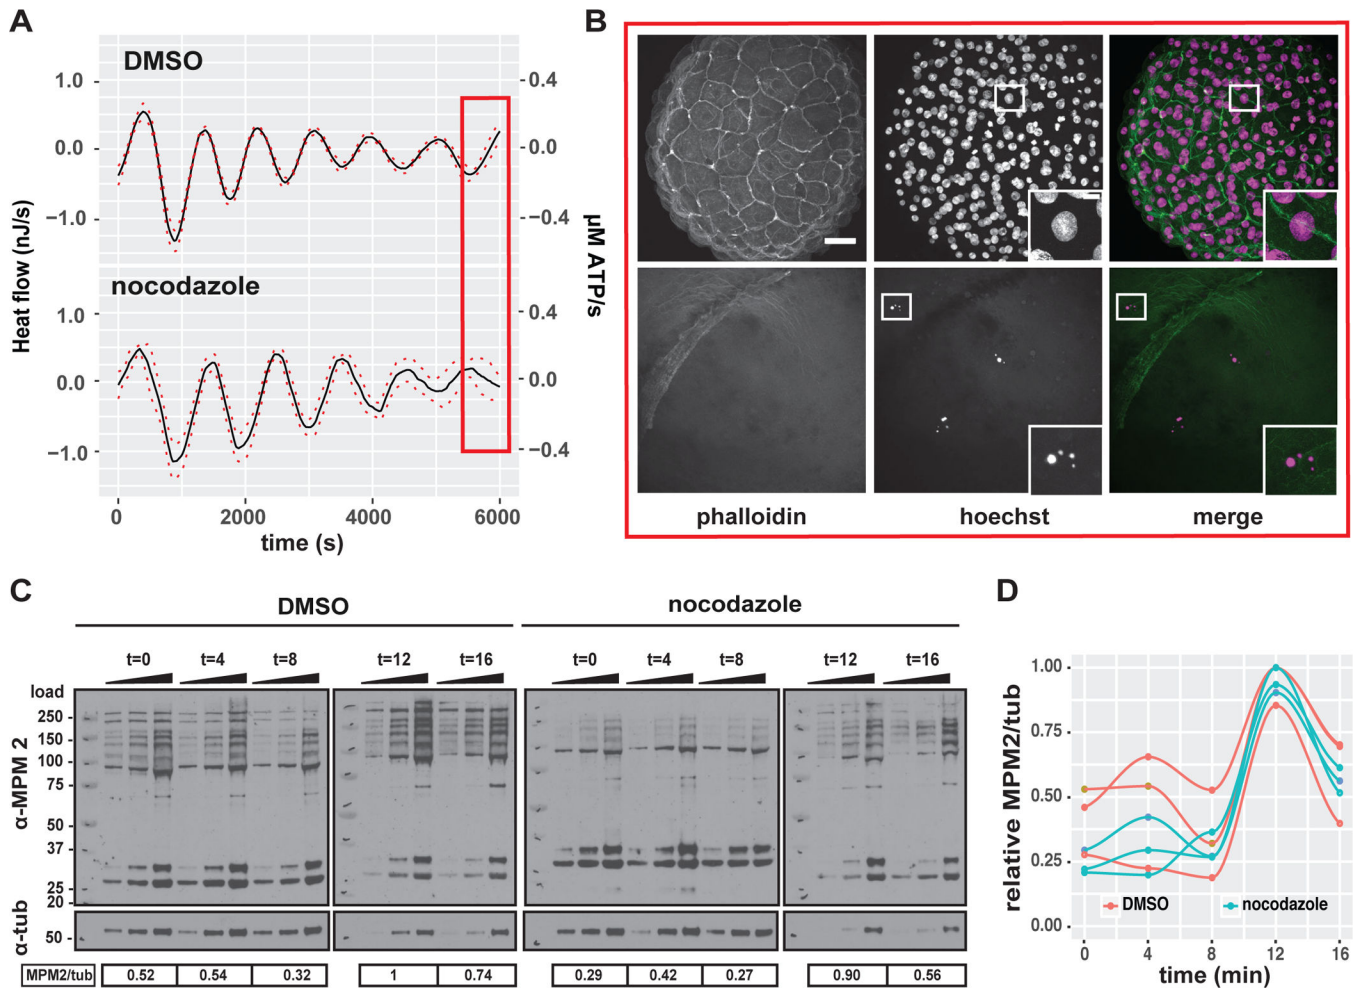 A
DMSO
1.0
0.0
−1.0
0.4
0.0
−0.4
nocodazole
1.0
0.0
−1.0
0.4
0.0
−0.4
Heat flow (nJ/s)
µM ATP/s
0 2000 4000 6000
time (s)
B
phalloidin hoechst merge
C
DMSO nocodazole
t=0 t=4 t=8 t=12 t=16 t=0 t=4 t=8 t=12 t=16
load
250
150
100
75
50
37
25
20
α-MPM 2
50
α-tub
MPM2/tub 0.52 0.54 0.32 1 0.74 0.29 0.42 0.27 0.90 0.56
D
1.00
0.75
0.50
0.25
0.00
relative MPM2/tub
DMSO nocodazole
0 4 8 12 16
time (min)